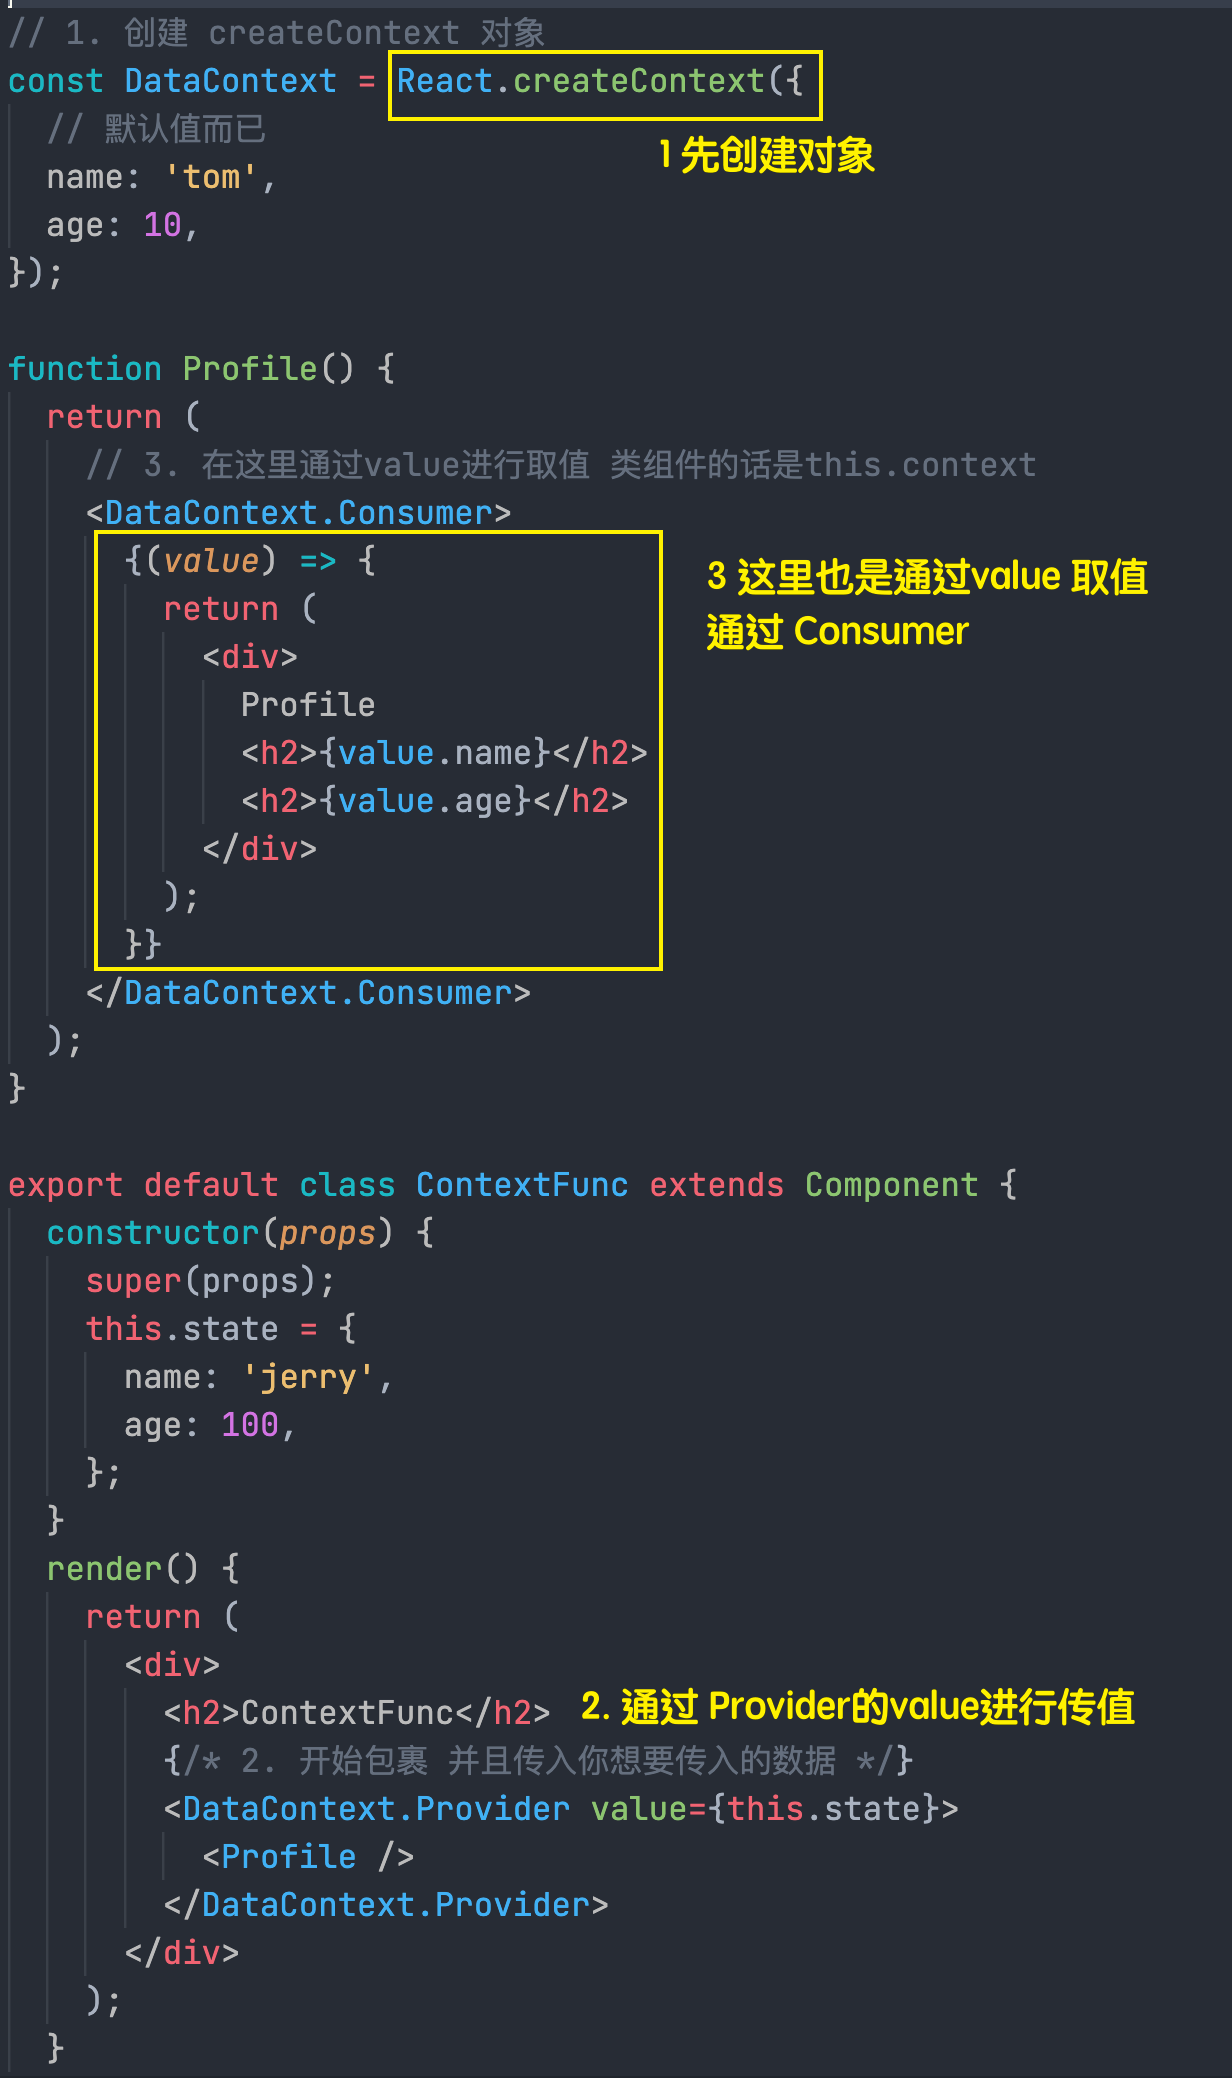 // 1. 创建 createContext 对象
const DataContext = React.createContext({
  // 默认值而已
1 先创建对象
  name: 'tom',
  age: 10,
});

function Profile() {
  return (
    // 3. 在这里通过value进行取值 类组件的话是this.context
    <DataContext.Consumer>
      {(value) => {
3 这里也是通过value 取值
        return (
通过 Consumer
          <div>
            Profile
            <h2>{value.name}</h2>
            <h2>{value.age}</h2>
          </div>
        );
      }}
    </DataContext.Consumer>
  );
}

export default class ContextFunc extends Component {
  constructor(props) {
    super(props);
    this.state = {
      name: 'jerry',
      age: 100,
    };
  }
  render() {
    return (
      <div>
        <h2>ContextFunc</h2>
2. 通过 Provider的value进行传值
        {/* 2. 开始包裹 并且传入你想要传入的数据 */}
        <DataContext.Provider value={this.state}>
          <Profile />
        </DataContext.Provider>
      </div>
    );
  }